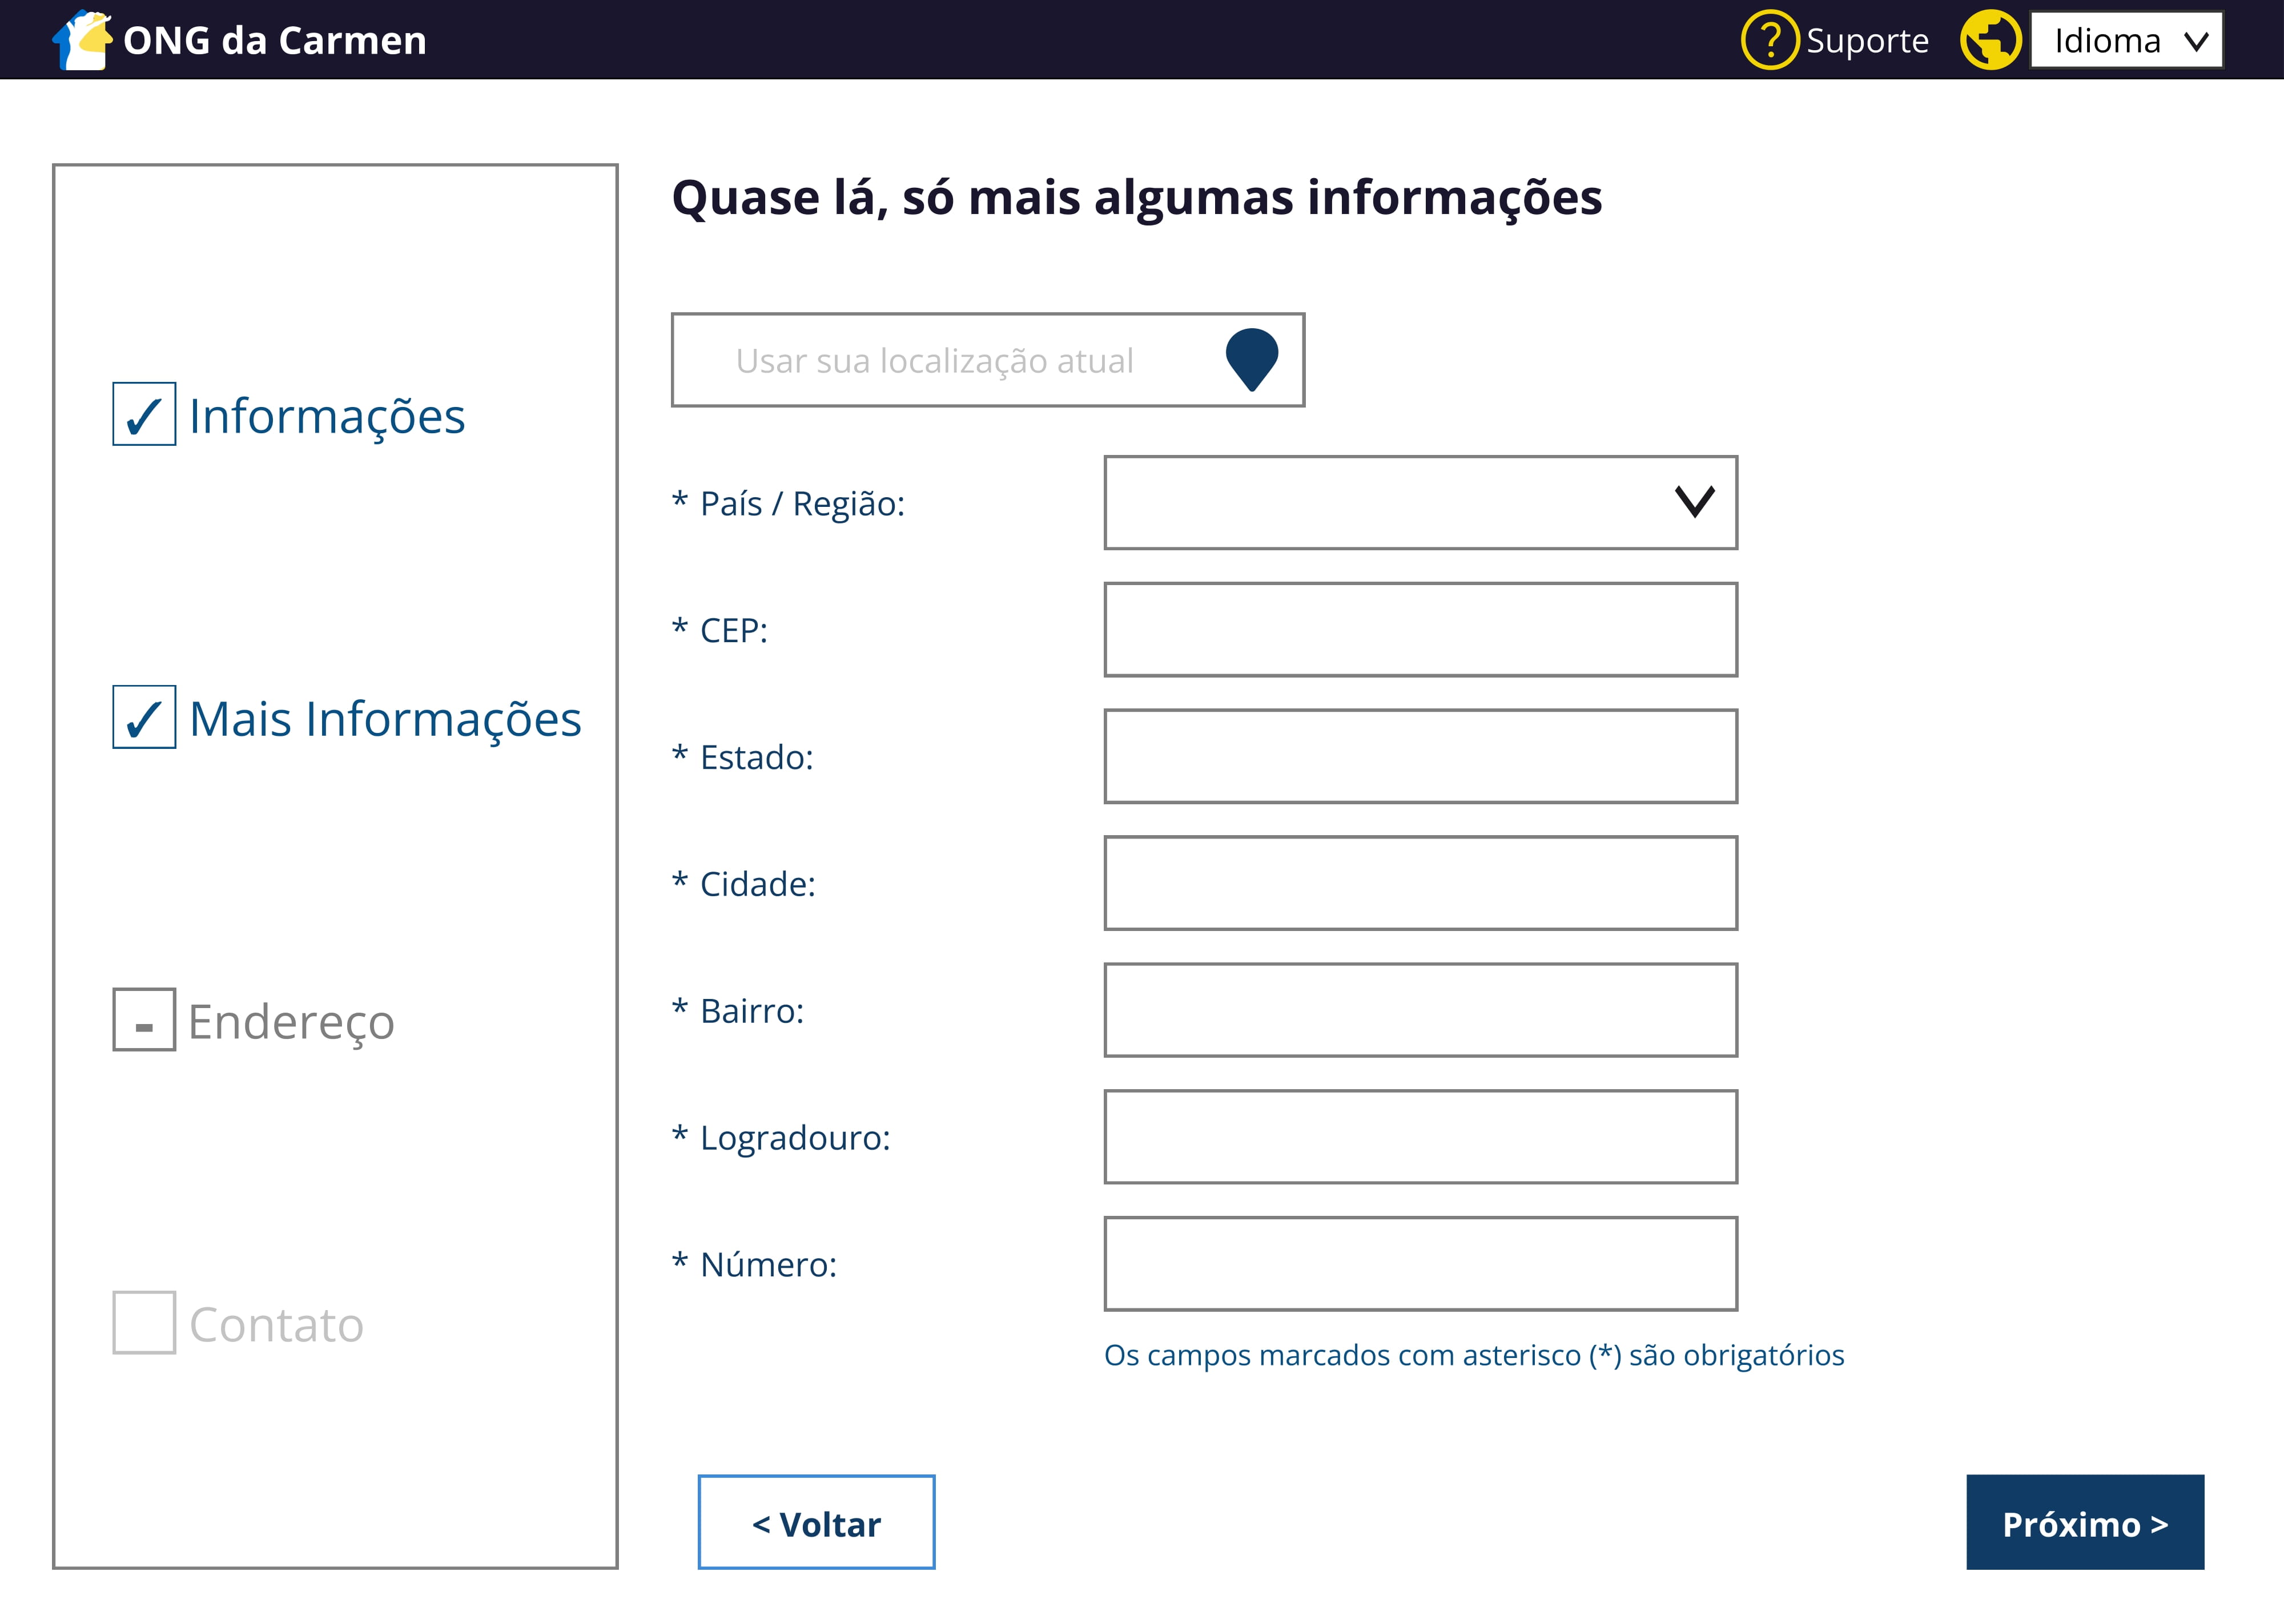 ONG da Carmen
? Suporte
Idioma
Quase lá, só mais algumas informações
✓ Informações
✓ Mais Informações
- Endereço
Contato
Usar sua localização atual
* País / Região:
* CEP:
* Estado:
* Cidade:
* Bairro:
* Logradouro:
* Número:
Os campos marcados com asterisco (*) são obrigatórios
< Voltar
Próximo >